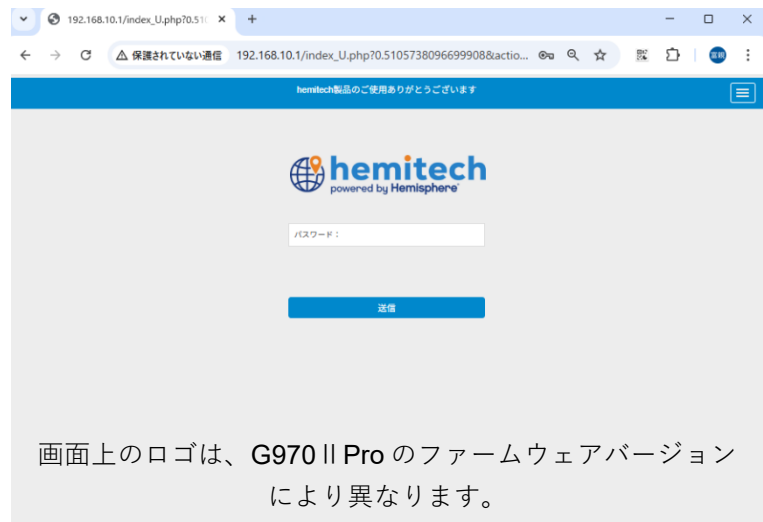 192.168.10.1/index_U.php?0.510
保護されていない通信 192.168.10.1/index_U.php?0.5105738096699908&actio...
hemitech製品のご使用ありがとうございます
hemitech
powered by Hemisphere
パスワード：
送信
画面上のロゴは、G970ⅡPro のファームウェアバージョン
により異なります。